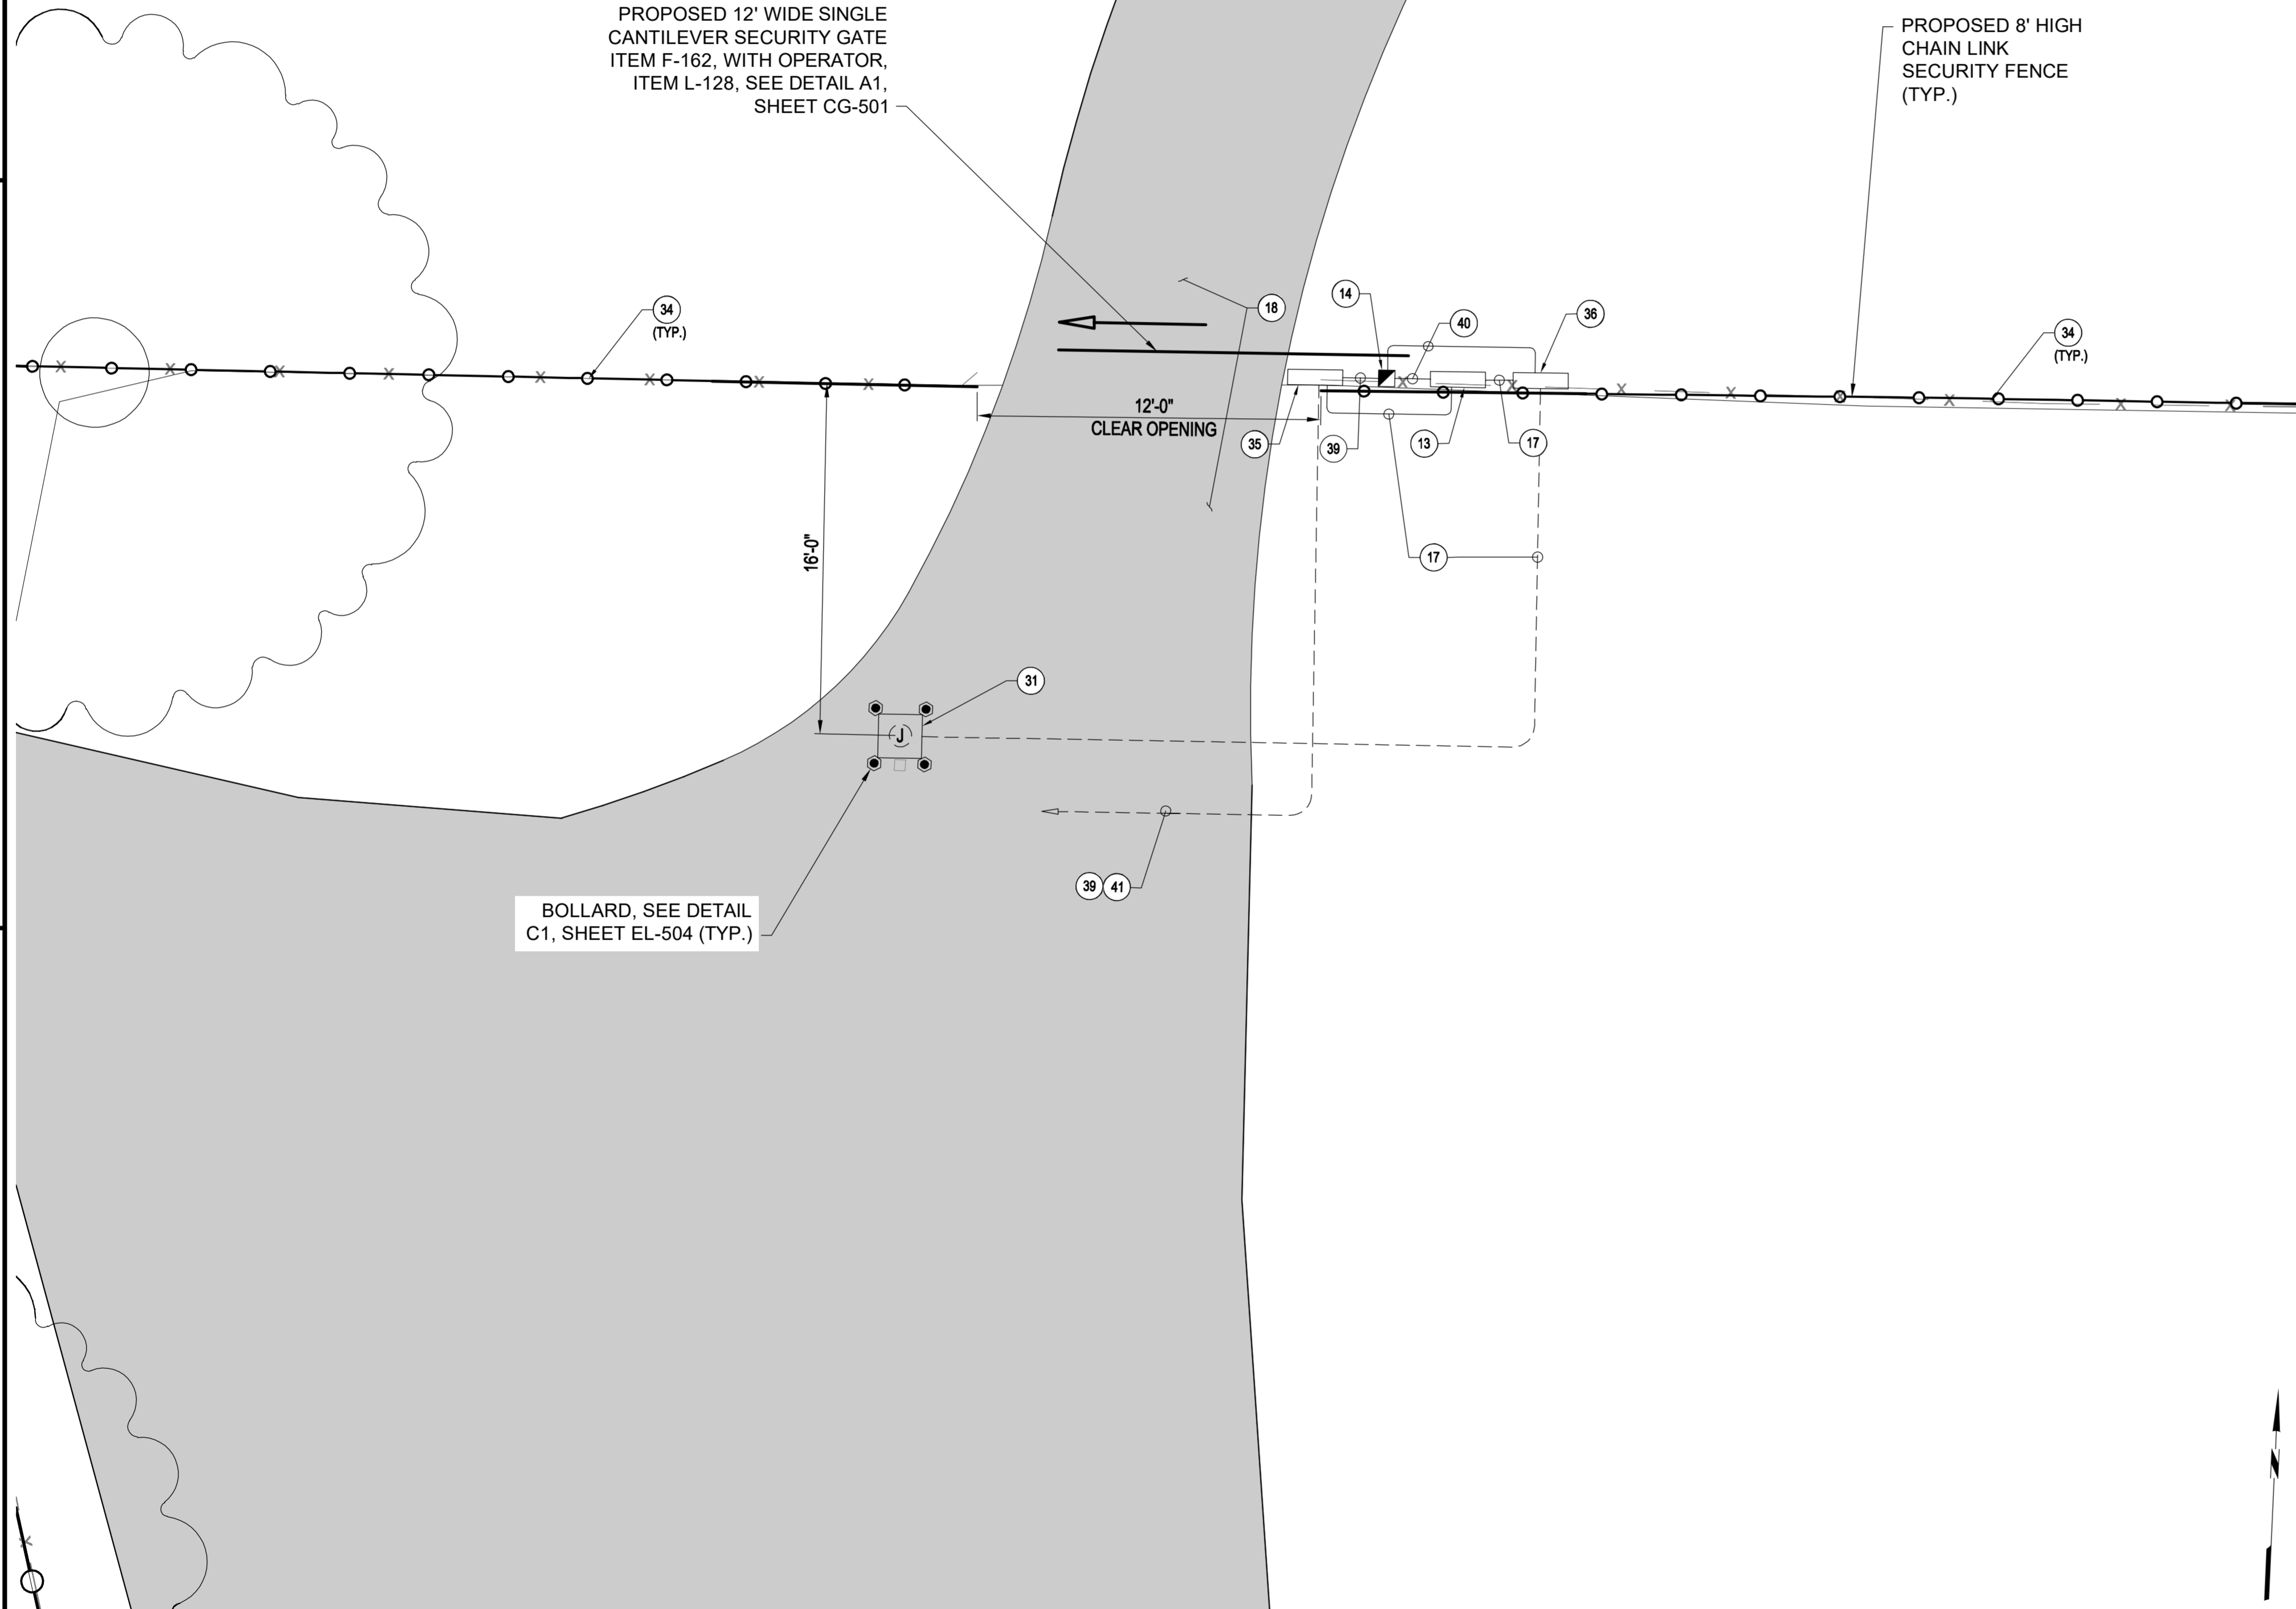 PROPOSED 12' WIDE SINGLE
CANTILEVER SECURITY GATE
ITEM F-162, WITH OPERATOR,
ITEM L-128, SEE DETAIL A1,
SHEET CG-501
PROPOSED 8' HIGH
CHAIN LINK
SECURITY FENCE
(TYP.)
34
(TYP.)
18
14
40
36
34
(TYP.)
12'-0"
CLEAR OPENING
35
39
13
17
16'-0"
17
31
J
39 41
BOLLARD, SEE DETAIL
C1, SHEET EL-504 (TYP.)
N